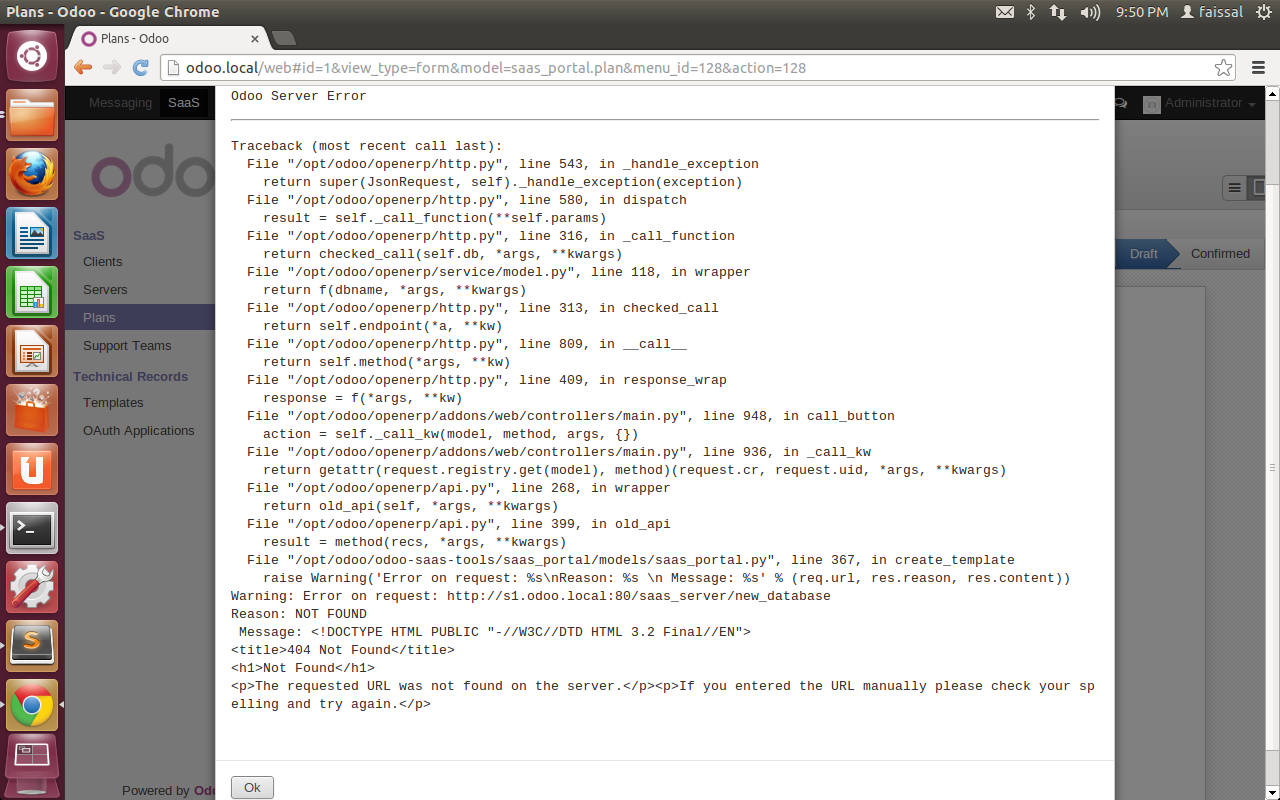 Plans - Odoo - Google Chrome
9:50 PM
faissal
Plans - Odoo
odoo.local/web#id=1&view_type=form&model=saas_portal.plan&menu_id=128&action=128
Messaging
SaaS
Administrator
odoo
SaaS
Clients
Servers
Plans
Support Teams
Technical Records
Templates
OAuth Applications
Powered by
Draft
Confirmed
Odoo Server Error
Traceback (most recent call last):
  File "/opt/odoo/openerp/http.py", line 543, in _handle_exception
    return super(JsonRequest, self)._handle_exception(exception)
  File "/opt/odoo/openerp/http.py", line 580, in dispatch
    result = self._call_function(**self.params)
  File "/opt/odoo/openerp/http.py", line 316, in _call_function
    return checked_call(self.db, *args, **kwargs)
  File "/opt/odoo/openerp/service/model.py", line 118, in wrapper
    return f(dbname, *args, **kwargs)
  File "/opt/odoo/openerp/http.py", line 313, in checked_call
    return self.endpoint(*a, **kw)
  File "/opt/odoo/openerp/http.py", line 809, in __call__
    return self.method(*args, **kw)
  File "/opt/odoo/openerp/http.py", line 409, in response_wrap
    response = f(*args, **kw)
  File "/opt/odoo/openerp/addons/web/controllers/main.py", line 948, in call_button
    action = self._call_kw(model, method, args, {})
  File "/opt/odoo/openerp/addons/web/controllers/main.py", line 936, in _call_kw
    return getattr(request.registry.get(model), method)(request.cr, request.uid, *args, **kwargs)
  File "/opt/odoo/openerp/api.py", line 268, in wrapper
    return old_api(self, *args, **kwargs)
  File "/opt/odoo/openerp/api.py", line 399, in old_api
    result = method(recs, *args, **kwargs)
  File "/opt/odoo/odoo-saas-tools/saas_portal/models/saas_portal.py", line 367, in create_template
    raise Warning('Error on request: %s\nReason: %s \n Message: %s' % (req.url, res.reason, res.content))
Warning: Error on request: http://s1.odoo.local:80/saas_server/new_database
Reason: NOT FOUND
 Message: <!DOCTYPE HTML PUBLIC "-//W3C//DTD HTML 3.2 Final//EN">
<title>404 Not Found</title>
<h1>Not Found</h1>
<p>The requested URL was not found on the server.</p><p>If you entered the URL manually please check your sp
elling and try again.</p>
Ok